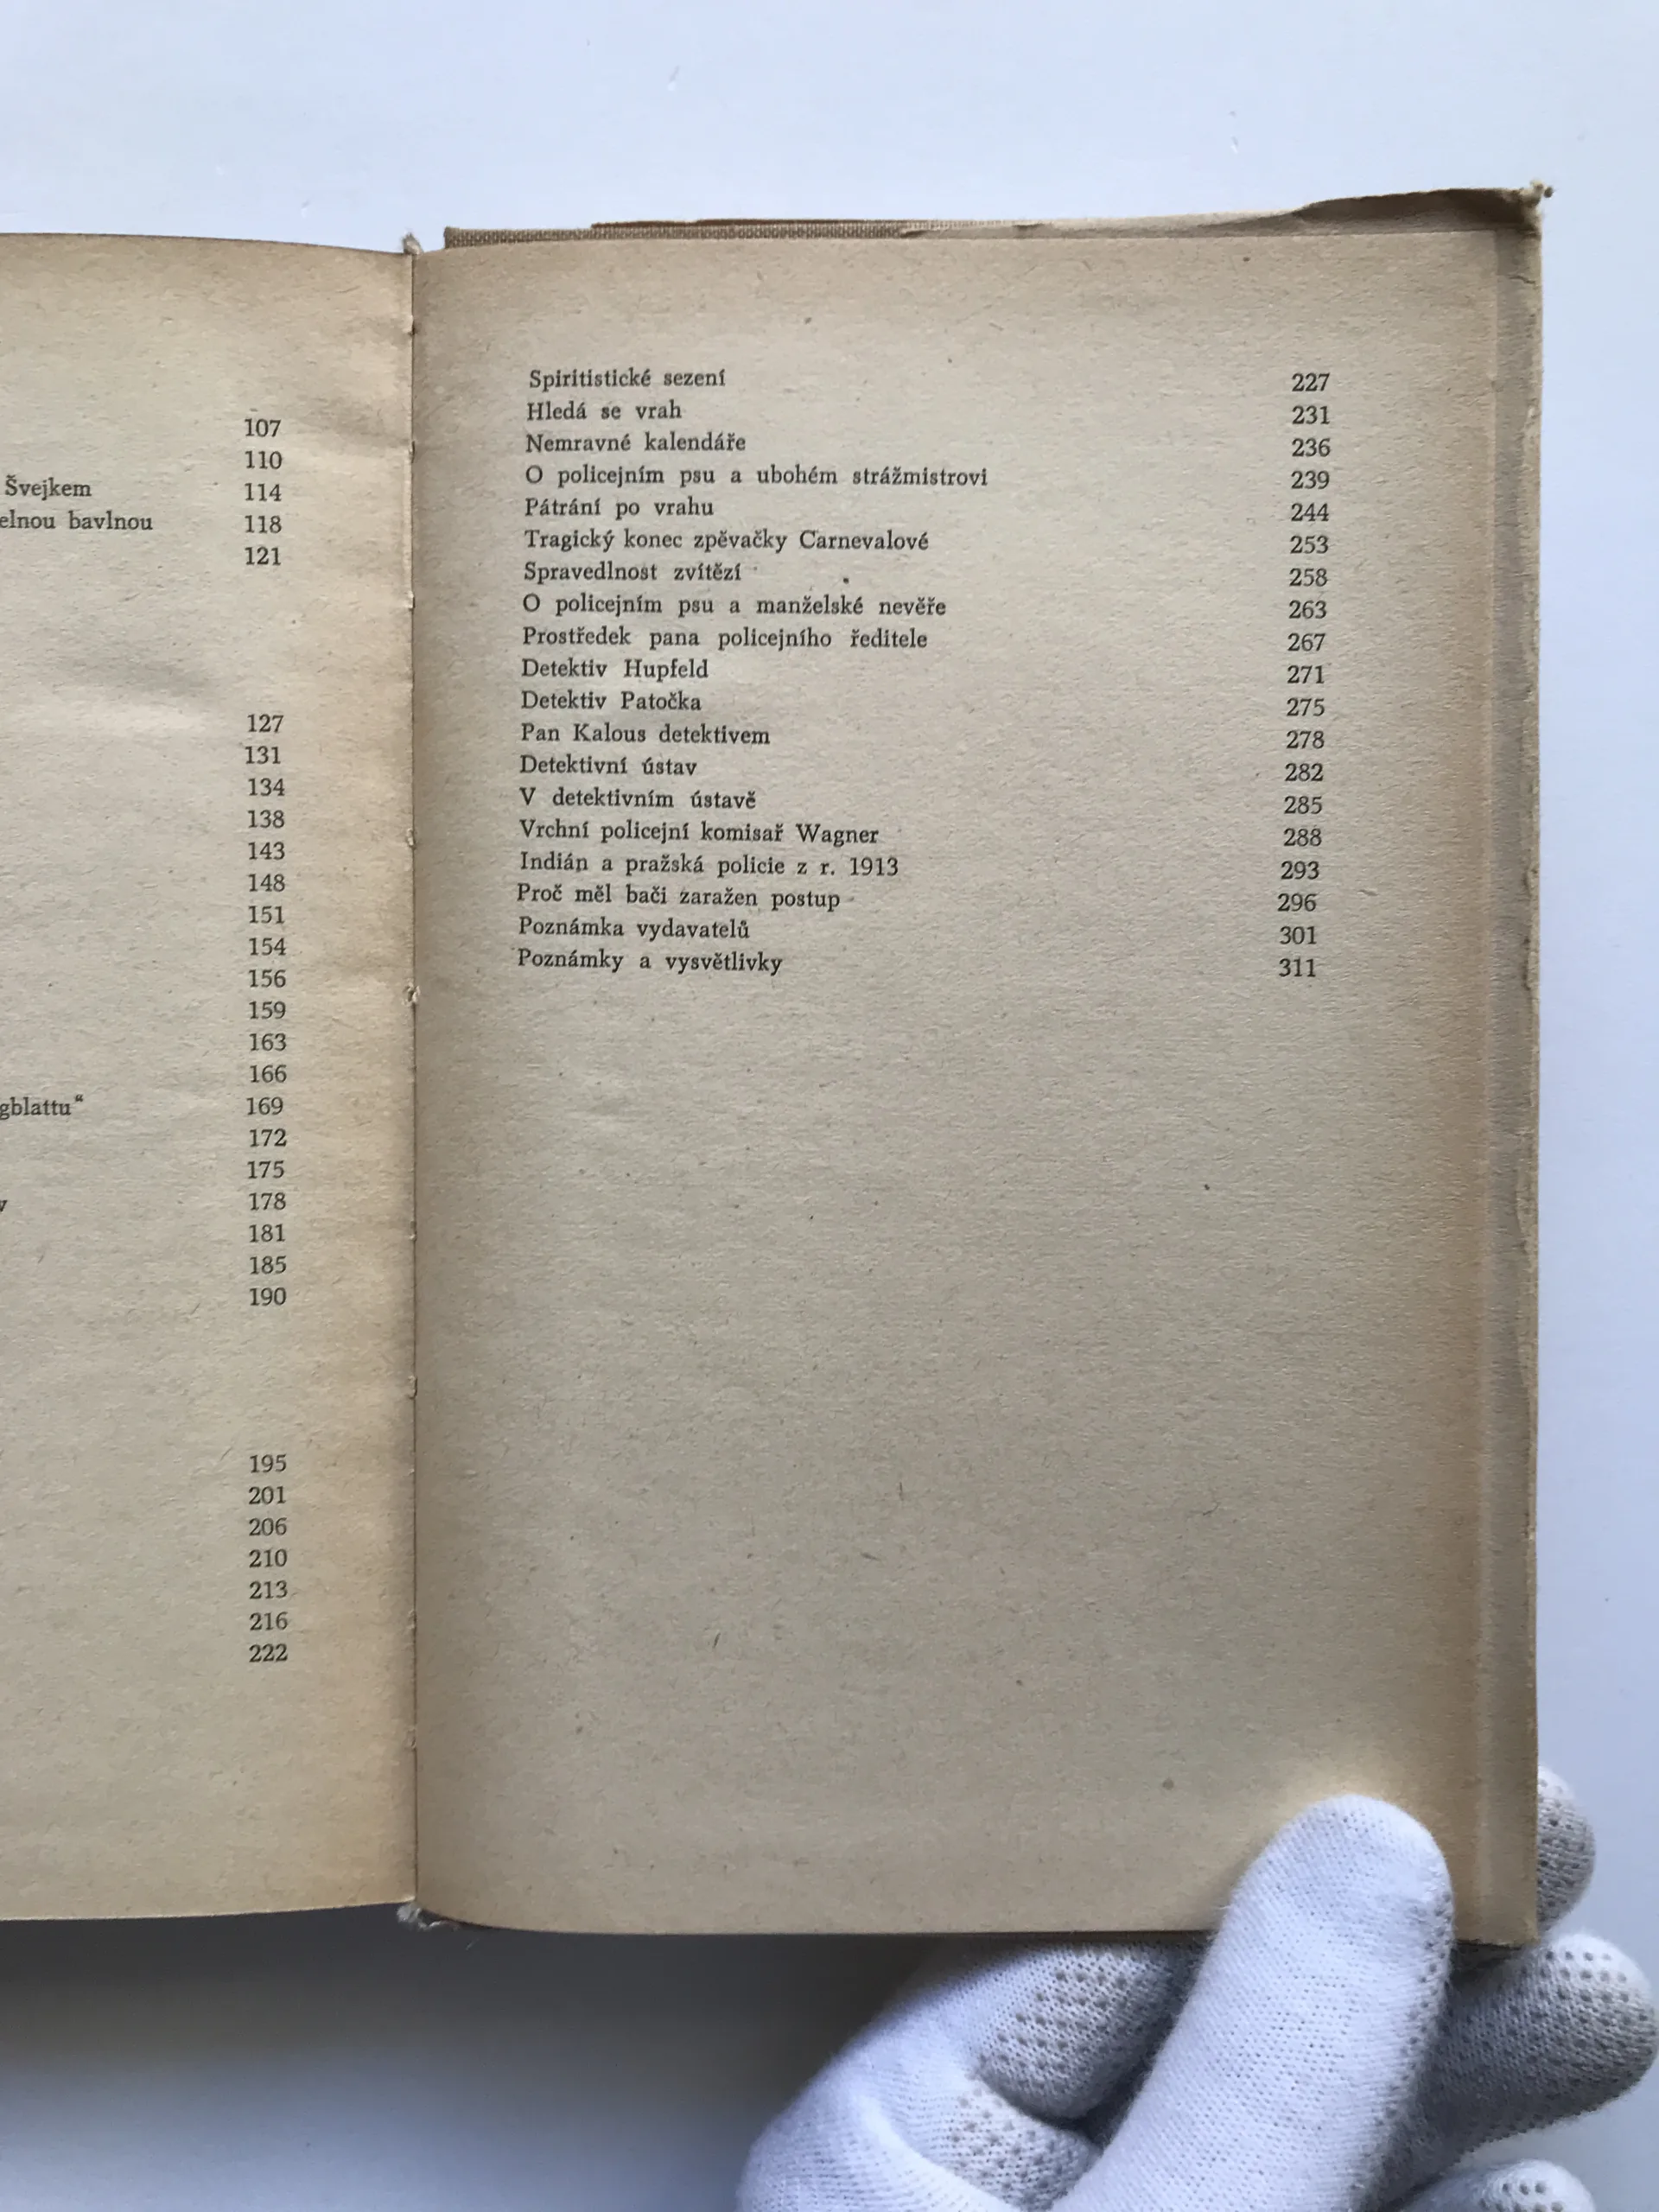 107
110
Švejkem 114
elnou bavlnou 118
121
127
131
134
138
143
148
151
154
156
159
163
166
gblattu“ 169
172
175
v 178
181
185
190
195
201
206
210
213
216
222
Spiritistické sezení 227
Hledá se vrah 231
Nemravné kalendáře 236
O policejním psu a ubohém strážmistrovi 239
Pátrání po vrahu 244
Tragický konec zpěvačky Carnevalové 253
Spravedlnost zvítězí 258
O policejním psu a manželské nevěře 263
Prostředek pana policejního ředitele 267
Detektiv Hupfeld 271
Detektiv Patočka 275
Pan Kalous detektivem 278
Detektivní ústav 282
V detektivním ústavě 285
Vrchní policejní komisař Wagner 288
Indián a pražská policie z r. 1913 293
Proč měl bači zaražen postup 296
Poznámka vydavatelů 301
Poznámky a vysvětlivky 311